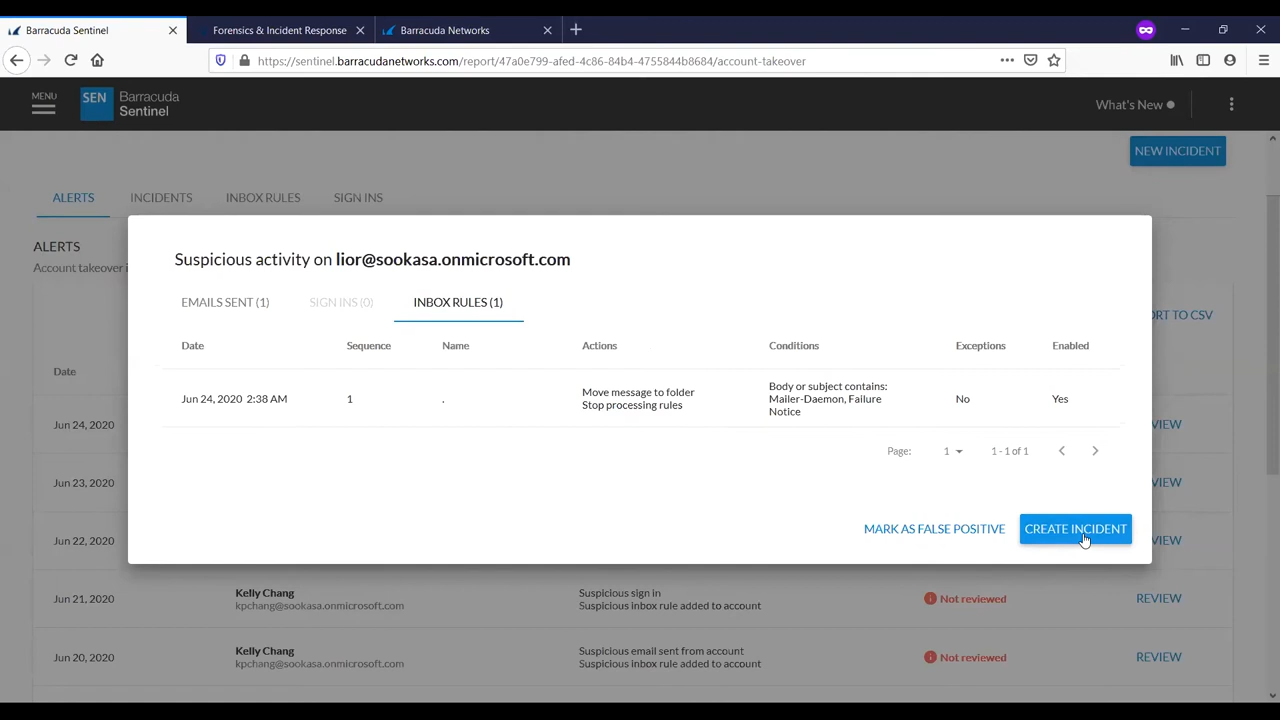 Barracuda Sentinel
Forensics & Incident Response
Barracuda Networks
https://sentinel.barracudanetworks.com/report/47a0e799-afed-4c86-84b4-4755844b8684/account-takeover
MENU
SEN
Barracuda
Sentinel
What's New
NEW INCIDENT
ALERTS
INCIDENTS
INBOX RULES
SIGN INS
ALERTS
Account takeover i
Suspicious activity on lior@sookasa.onmicrosoft.com
EMAILS SENT (1)
SIGN INS (0)
INBOX RULES (1)
RT TO CSV
Date
Sequence
Name
Actions
Conditions
Exceptions
Enabled
Date
Jun 24, 2020 2:38 AM
1
.
Move message to folder
Stop processing rules
Body or subject contains:
Mailer-Daemon, Failure
Notice
No
Yes
Jun 24, 2020
VIEW
Page:
1
1 - 1 of 1
Jun 23, 2020
VIEW
MARK AS FALSE POSITIVE
CREATE INCIDENT
Jun 22, 2020
VIEW
Jun 21, 2020
Kelly Chang
kpchang@sookasa.onmicrosoft.com
Suspicious sign in
Suspicious inbox rule added to account
Not reviewed
REVIEW
Jun 20, 2020
Kelly Chang
kpchang@sookasa.onmicrosoft.com
Suspicious email sent from account
Suspicious inbox rule added to account
Not reviewed
REVIEW